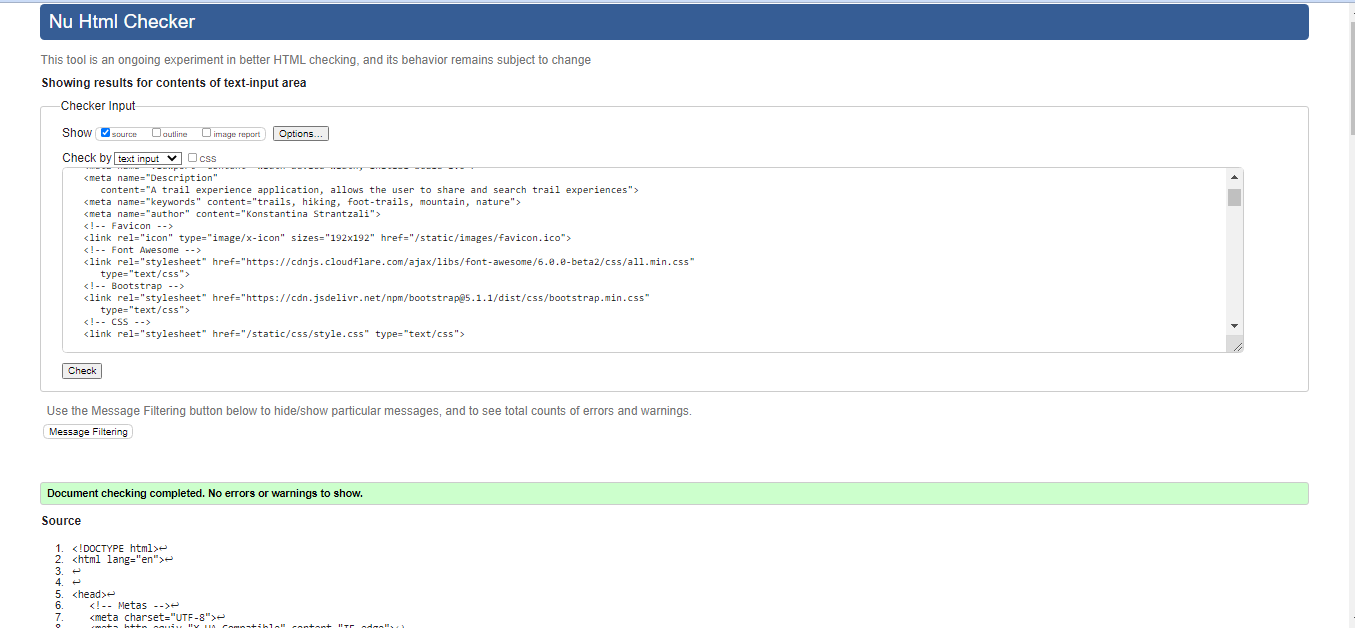 Nu Html Checker
This tool is an ongoing experiment in better HTML checking, and its behavior remains subject to change
Showing results for contents of text-input area
Checker Input
Show source outline image report Options...
Check by text input css
<meta name="Description"
content="A trail experience application, allows the user to share and search trail experiences">
<meta name="keywords" content="trails, hiking, foot-trails, mountain, nature">
<meta name="author" content="Konstantina Strantzali">
<!-- Favicon -->
<link rel="icon" type="image/x-icon" sizes="192x192" href="/static/images/favicon.ico">
<!-- Font Awesome -->
<link rel="stylesheet" href="https://cdnjs.cloudflare.com/ajax/libs/font-awesome/6.0.0-beta2/css/all.min.css"
type="text/css">
<!-- Bootstrap -->
<link rel="stylesheet" href="https://cdn.jsdelivr.net/npm/bootstrap@5.1.1/dist/css/bootstrap.min.css"
type="text/css">
<!-- CSS -->
<link rel="stylesheet" href="/static/css/style.css" type="text/css">
Check
Use the Message Filtering button below to hide/show particular messages, and to see total counts of errors and warnings.
Message Filtering
Document checking completed. No errors or warnings to show.
Source
1. <!DOCTYPE html>↩
2. <html lang="en">↩
3. ↩
4. ↩
5. <head>↩
6. <!-- Metas -->↩
7. <meta charset="UTF-8">↩